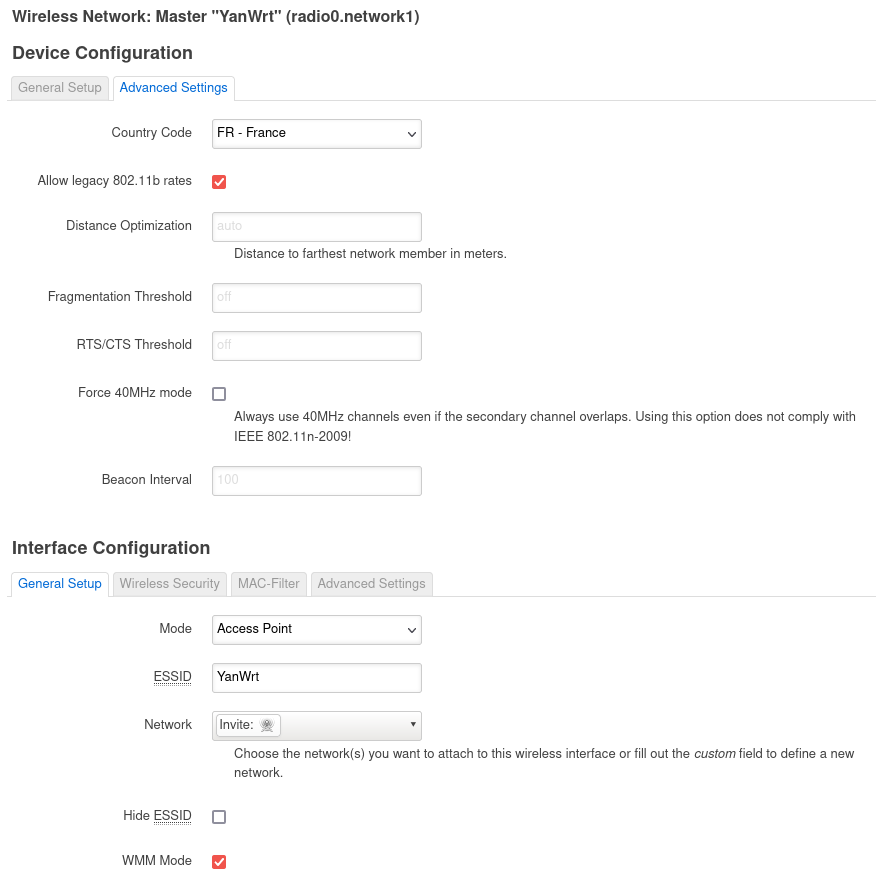 Wireless Network: Master "YanWrt" (radio0.network1)
Device Configuration
General Setup Advanced Settings
Country Code FR - France
Allow legacy 802.11b rates
Distance Optimization auto
Distance to farthest network member in meters.
Fragmentation Threshold off
RTS/CTS Threshold off
Force 40MHz mode
Always use 40MHz channels even if the secondary channel overlaps. Using this option does not comply with
IEEE 802.11n-2009!
Beacon Interval 100
Interface Configuration
General Setup Wireless Security MAC-Filter Advanced Settings
Mode Access Point
ESSID YanWrt
Network Invite:
Choose the network(s) you want to attach to this wireless interface or fill out the custom field to define a new
network.
Hide ESSID
WMM Mode